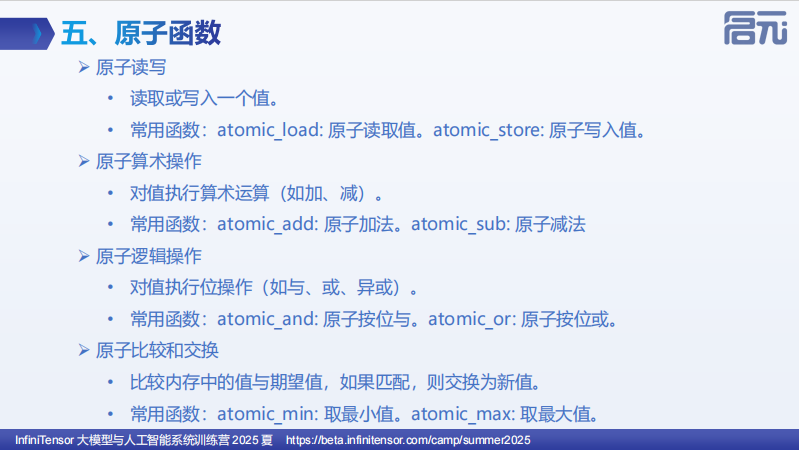 五、原子函数
启元
➢ 原子读写
• 读取或写入一个值。
• 常用函数：atomic_load: 原子读取值。atomic_store: 原子写入值。
➢ 原子算术操作
• 对值执行算术运算（如加、减）。
• 常用函数：atomic_add: 原子加法。atomic_sub: 原子减法
➢ 原子逻辑操作
• 对值执行位操作（如与、或、异或）。
• 常用函数：atomic_and: 原子按位与。atomic_or: 原子按位或。
➢ 原子比较和交换
• 比较内存中的值与期望值，如果匹配，则交换为新值。
• 常用函数：atomic_min: 取最小值。atomic_max: 取最大值。
InfiniTensor 大模型与人工智能系统训练营 2025 夏 https://beta.infinitensor.com/camp/summer2025